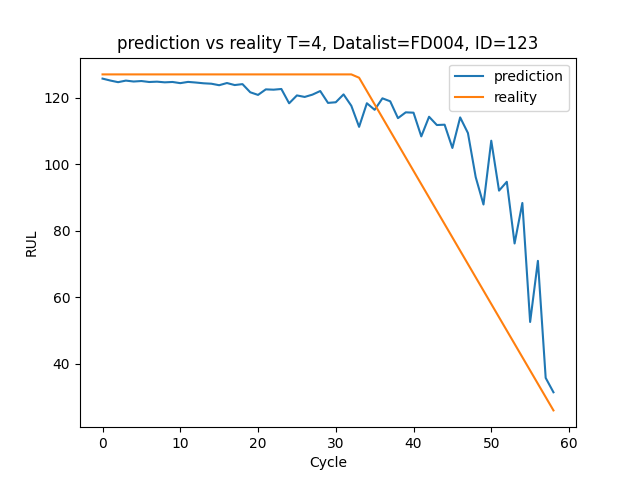 prediction vs reality T=4, Datalist=FD004, ID=123
prediction
reality
RUL
120
100
80
60
40
0 10 20 30 40 50 60
Cycle